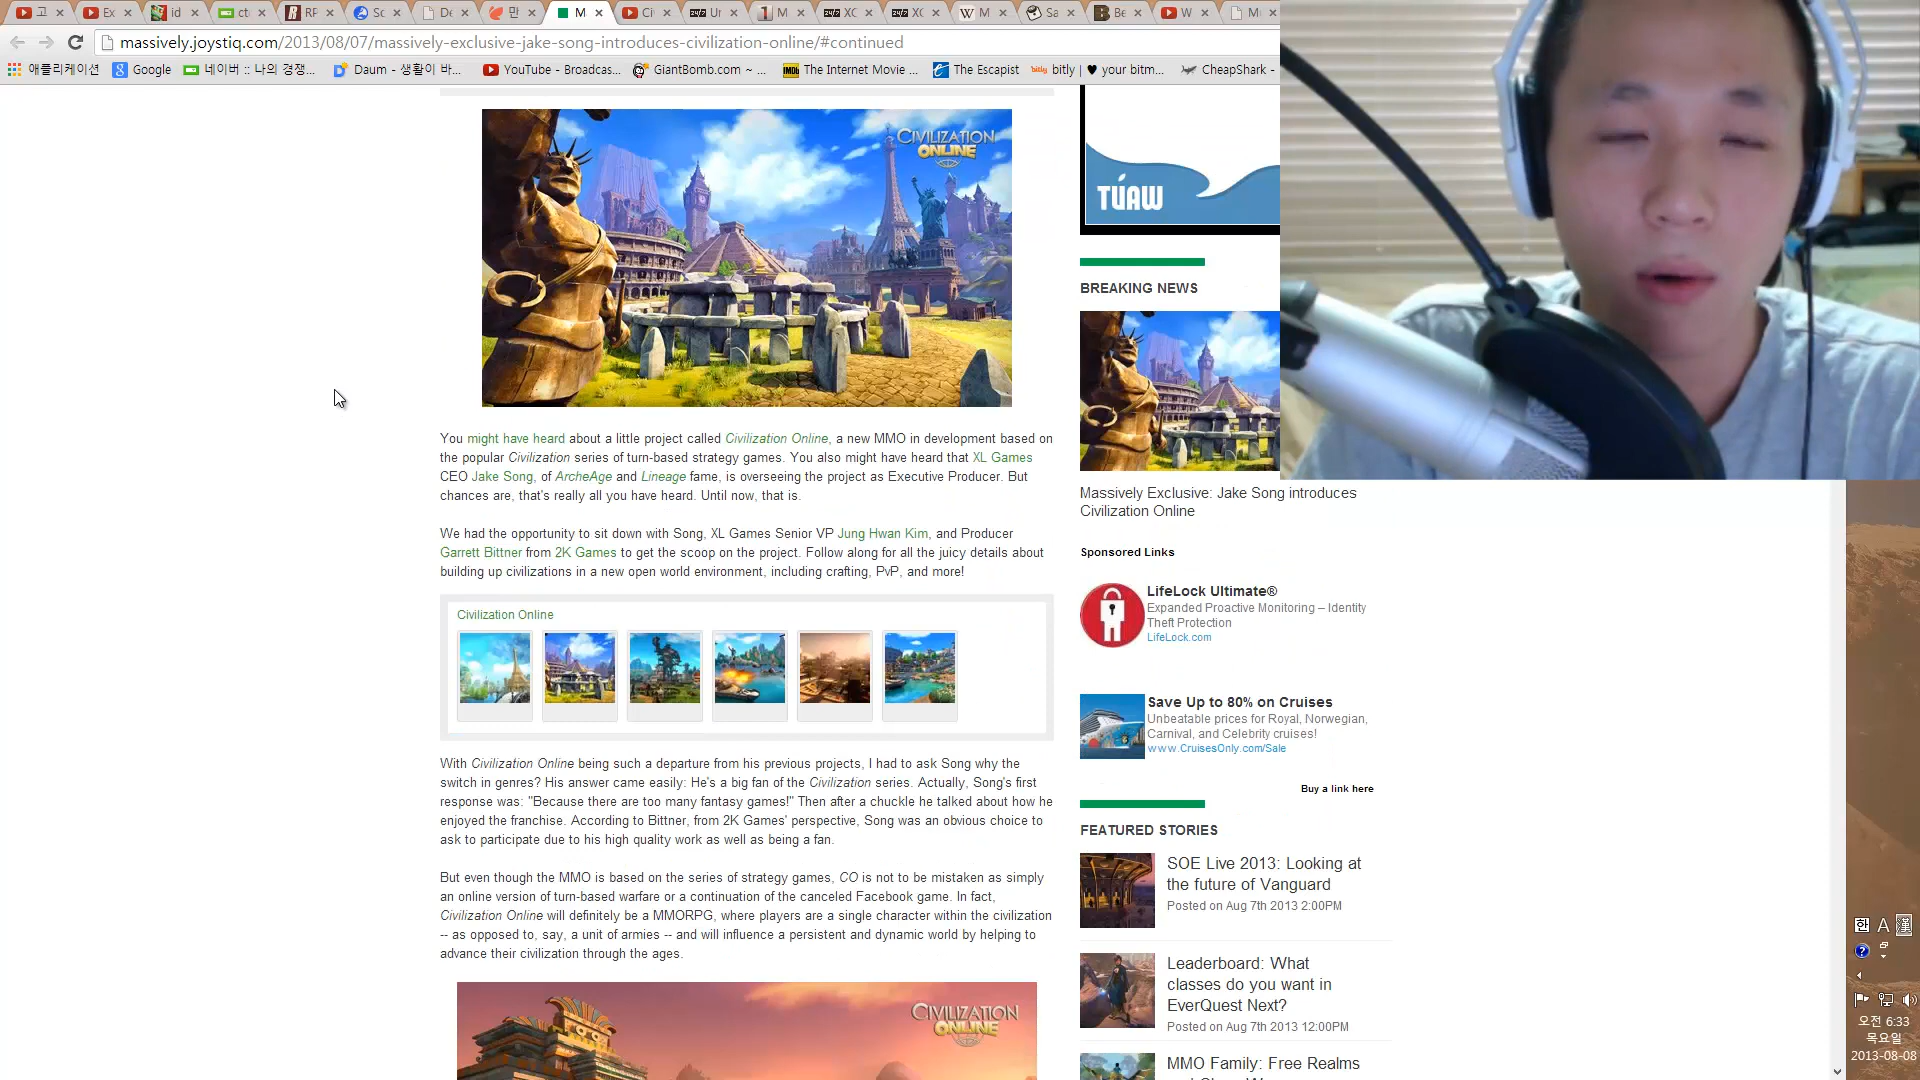 고
Ex
id
ct
RP
Sc
De
만
M
Ci
Ur
M
XC
XC
M
Sa
Be
W
M
massively.joystiq.com/2013/08/07/massively-exclusive-jake-song-introduces-civilization-online/#continued
애플리케이션
Google
네이버 :: 나의 경쟁...
Daum - 생활이 바...
YouTube - Broadcas...
GiantBomb.com ~ ...
The Internet Movie ...
The Escapist
bitly | ♥ your bitm...
CheapShark -
CIVILIZATION
ONLINE
TÚAW
BREAKING NEWS
You might have heard about a little project called Civilization Online, a new MMO in development based on
the popular Civilization series of turn-based strategy games. You also might have heard that XL Games
CEO Jake Song, of ArcheAge and Lineage fame, is overseeing the project as Executive Producer. But
chances are, that's really all you have heard. Until now, that is.
We had the opportunity to sit down with Song, XL Games Senior VP Jung Hwan Kim, and Producer
Garrett Bittner from 2K Games to get the scoop on the project. Follow along for all the juicy details about
building up civilizations in a new open world environment, including crafting, PvP, and more!
Civilization Online
With Civilization Online being such a departure from his previous projects, I had to ask Song why the
switch in genres? His answer came easily: He's a big fan of the Civilization series. Actually, Song's first
response was: "Because there are too many fantasy games!" Then after a chuckle he talked about how he
enjoyed the franchise. According to Bittner, from 2K Games' perspective, Song was an obvious choice to
ask to participate due to his high quality work as well as being a fan.
But even though the MMO is based on the series of strategy games, CO is not to be mistaken as simply
an online version of turn-based warfare or a continuation of the canceled Facebook game. In fact,
Civilization Online will definitely be a MMORPG, where players are a single character within the civilization
-- as opposed to, say, a unit of armies -- and will influence a persistent and dynamic world by helping to
advance their civilization through the ages.
CIVILIZATION
ONLINE
Massively Exclusive: Jake Song introduces
Civilization Online
Sponsored Links
LifeLock Ultimate®
Expanded Proactive Monitoring – Identity
Theft Protection
LifeLock.com
Save Up to 80% on Cruises
Unbeatable prices for Royal, Norwegian,
Carnival, and Celebrity cruises!
www.CruisesOnly.com/Sale
Buy a link here
FEATURED STORIES
SOE Live 2013: Looking at
the future of Vanguard
Posted on Aug 7th 2013 2:00PM
Leaderboard: What
classes do you want in
EverQuest Next?
Posted on Aug 7th 2013 12:00PM
MMO Family: Free Realms
한 A 漢
오전 6:33
목요일
2013-08-08